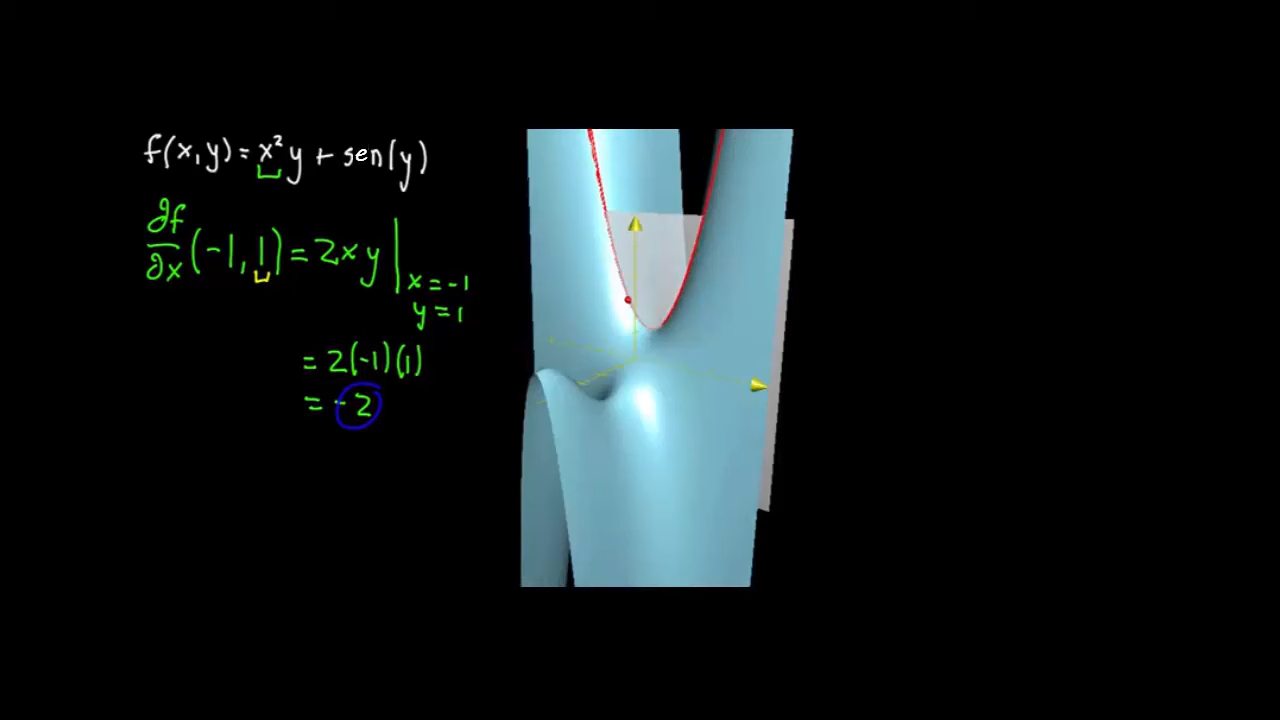 f(x,y) = x²y + sen(y)
∂f/∂x (-1, 1) = 2xy | x = -1
y = 1
= 2(-1)(1)
= -2